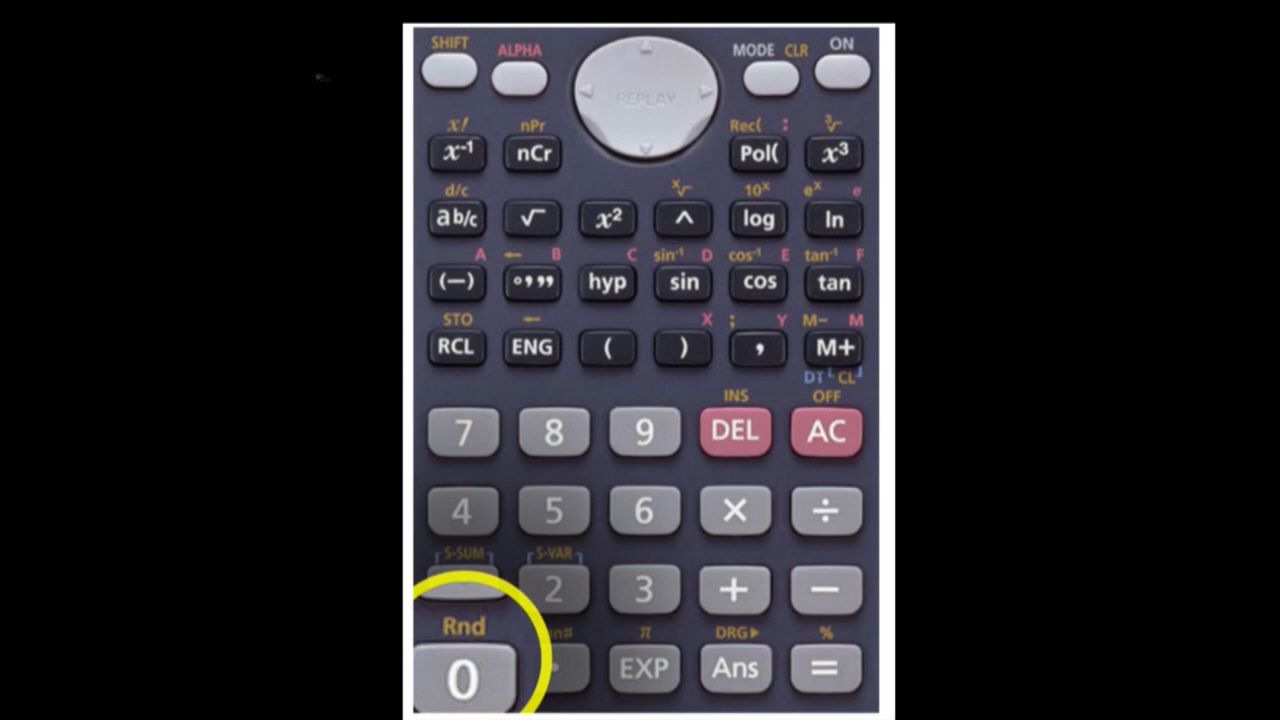 SHIFT ALPHA MODE CLR ON
REPLAY
x! nPr Rec( : ³√
x⁻¹ nCr Pol( x³
d/c ˣ√ 10ˣ eˣ e
a b/c √ x² ^ log ln
A ← B C sin⁻¹ D cos⁻¹ E tan⁻¹ F
(−) °’”” hyp sin cos tan
STO ← X ; Y M− M
RCL ENG ( ) , M+
DT CL
INS OFF
7 8 9 DEL AC
4 5 6 × ÷
S-SUM S-VAR
2 3 + −
Rnd π DRG▶ %
0 • EXP Ans =